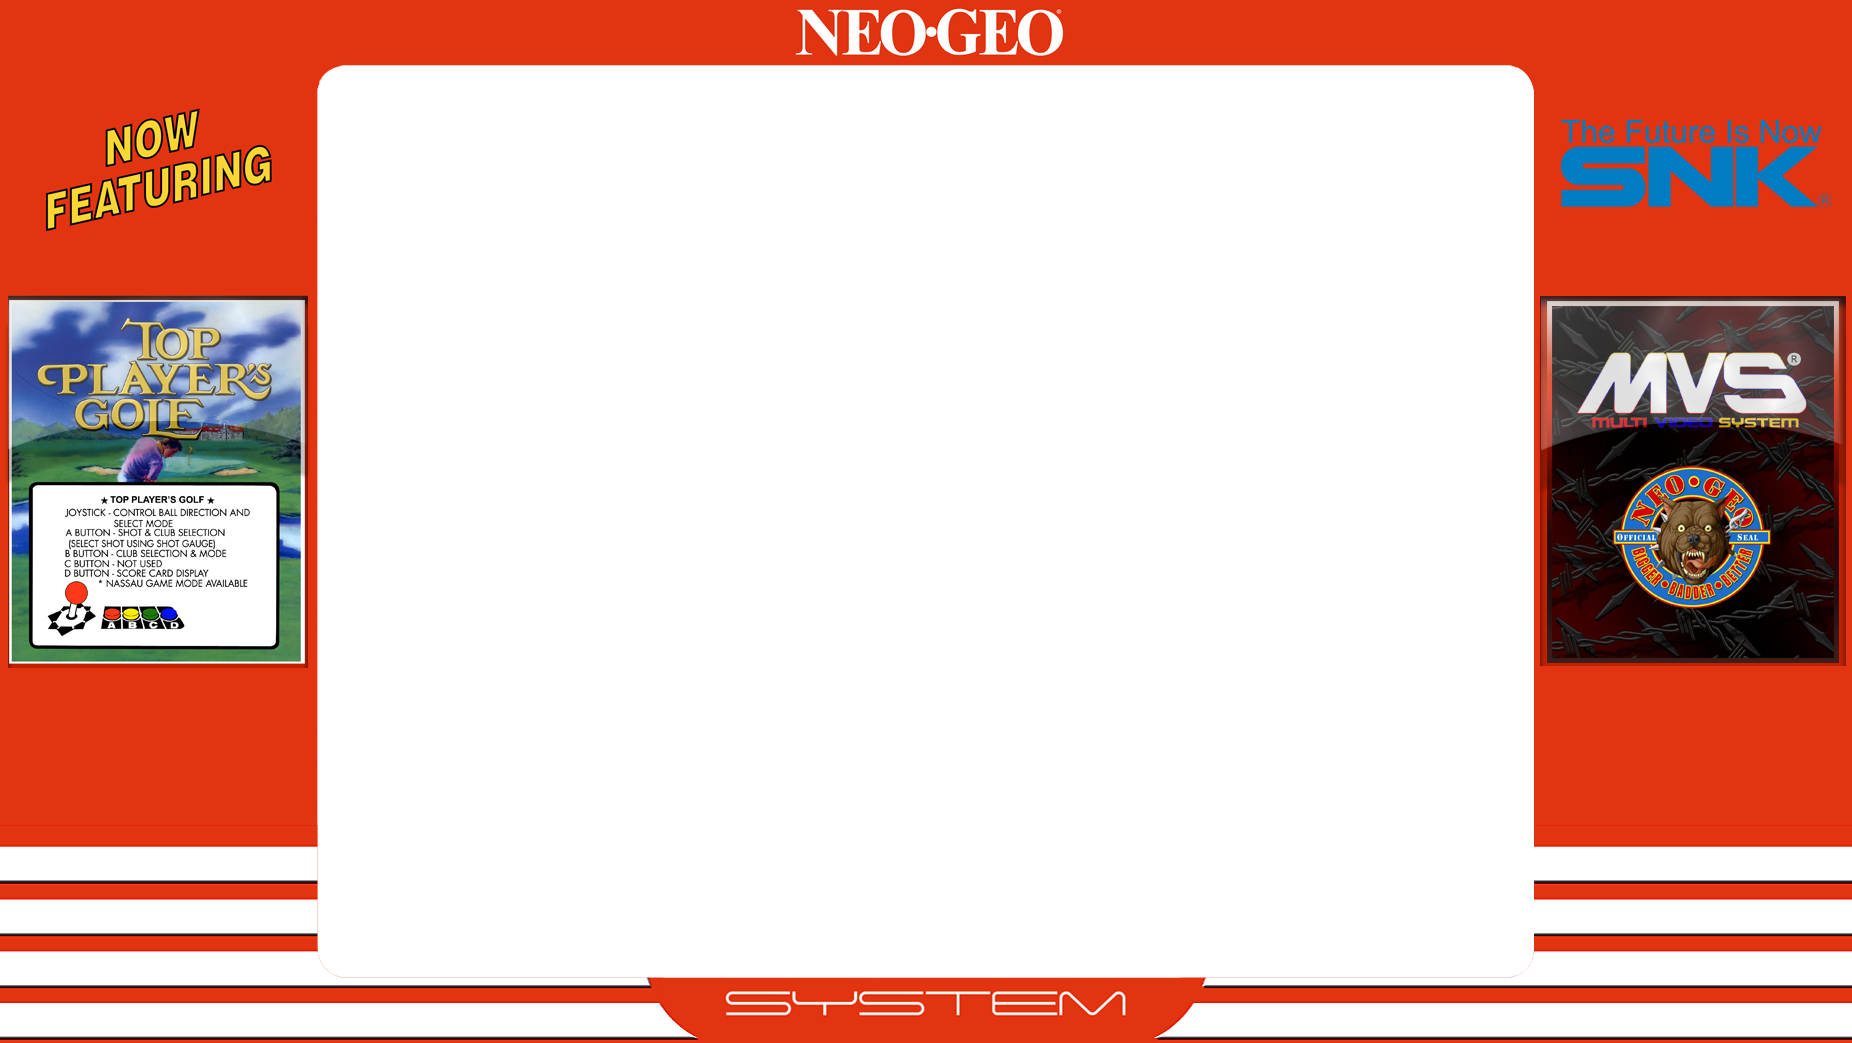 NEO•GEO®
NOW
FEATURING
TOP
PLAYER'S
GOLF
★ TOP PLAYER'S GOLF ★
JOYSTICK - CONTROL BALL DIRECTION AND
SELECT MODE
A BUTTON - SHOT & CLUB SELECTION
(SELECT SHOT USING SHOT GAUGE)
B BUTTON - CLUB SELECTION & MODE
C BUTTON - NOT USED
D BUTTON - SCORE CARD DISPLAY
* NASSAU GAME MODE AVAILABLE
A B C D
The Future Is Now
SNK®
MVS®
MULTI VIDEO SYSTEM
NEO•GEO
OFFICIAL SEAL
BIGGER•BADDER•BETTER
SYSTEM